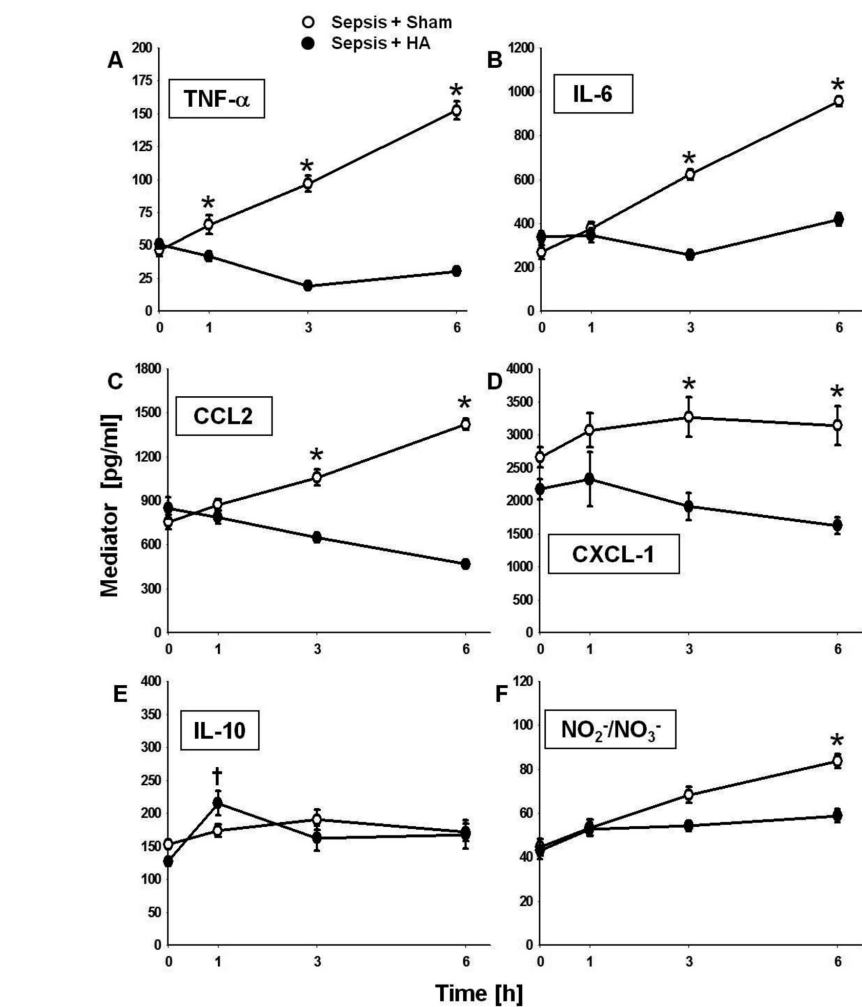 Sepsis + Sham
Sepsis + HA
A
TNF-α
*
*
*
200
175
150
125
100
75
50
25
0
0 1 3 6
B
IL-6
*
*
1200
1000
800
600
400
200
0
0 1 3 6
C
CCL2
*
*
1800
1500
1200
900
600
300
0
0 1 3 6
D
CXCL-1
*
*
4000
3500
3000
2500
2000
1500
1000
500
0
0 1 3 6
Mediator [pg/ml]
E
IL-10
†
400
350
300
250
200
150
100
50
0
0 1 3 6
F
NO₂⁻/NO₃⁻
*
120
100
80
60
40
20
0
0 1 3 6
Time [h]